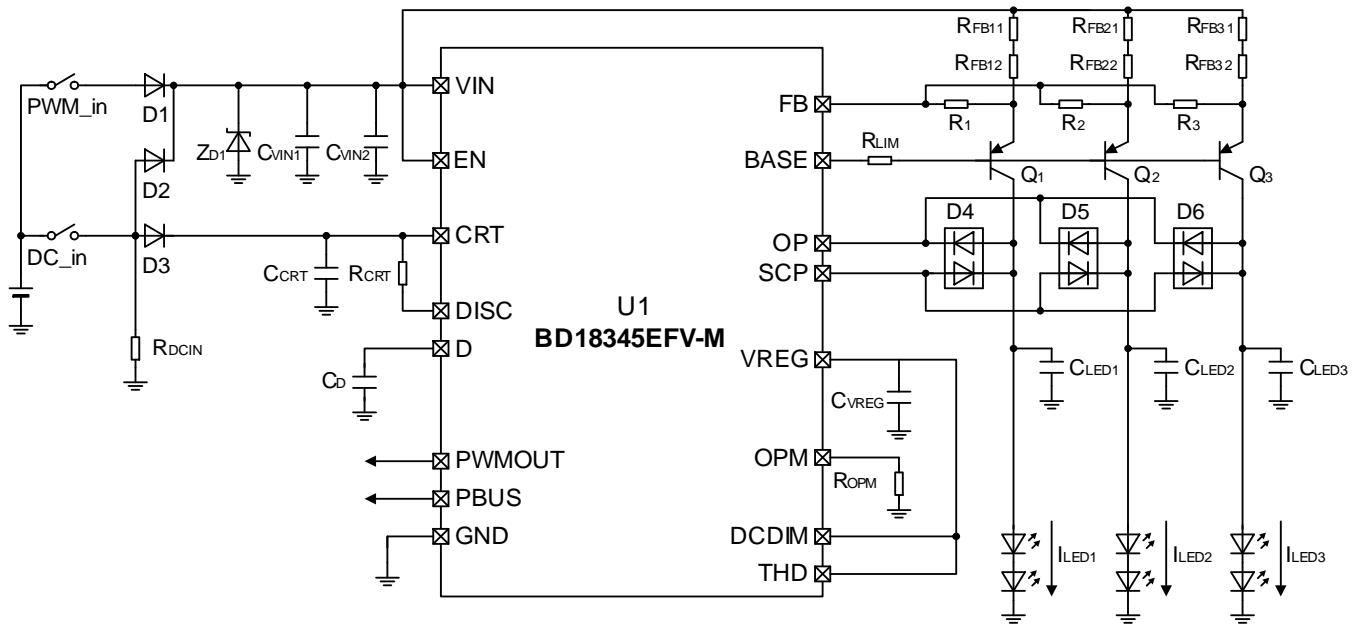 RFB11
RFB21
RFB31
RFB12
RFB22
RFB32
PWM_in
D1
D2
DC_in
D3
ZD1
CVIN1
CVIN2
RDCIN
CCRT
RCRT
CD
VIN
EN
CRT
DISC
D
PWMOUT
PBUS
GND
U1
BD18345EFV-M
FB
BASE
OP
SCP
VREG
OPM
DCDIM
THD
R1
R2
R3
RLIM
Q1
Q2
Q3
D4
D5
D6
CLED1
CLED2
CLED3
CVREG
ROPM
ILED1
ILED2
ILED3